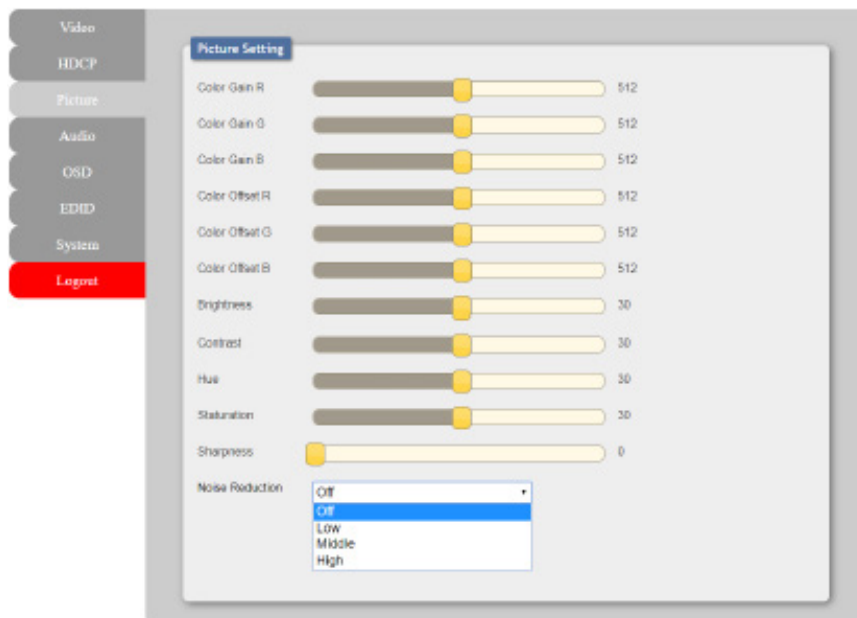 Video
HDCP
Picture
Audio
OSD
EDID
System
Logout
Picture Setting
Color Gain R 512
Color Gain G 512
Color Gain B 512
Color Offset R 512
Color Offset G 512
Color Offset B 512
Brightness 30
Contrast 30
Hue 30
Staturation 30
Sharpness 0
Noise Reduction Off
Off
Low
Middle
High